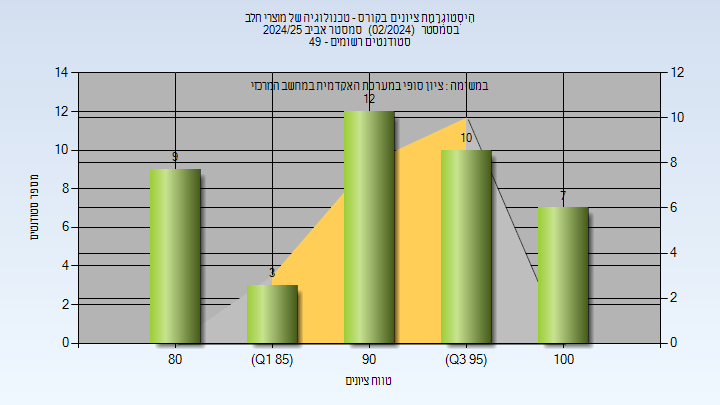 הִיסטוֹגרָמַת ציונים בקורס - טכנולוגיה של מוצרי חלב
בסמסטר (02/2024) סמסטר אביב 2024/25
סטודנטים רשומים - 49
במשימה : ציון סופי במערכת האקדמית במחשב המרכזי
14
12
10
8
6
4
2
0
12
10
8
6
4
2
0
מספר סטודנטים
9
3
12
10
7
80
(Q1 85)
90
(Q3 95)
100
טווח ציונים